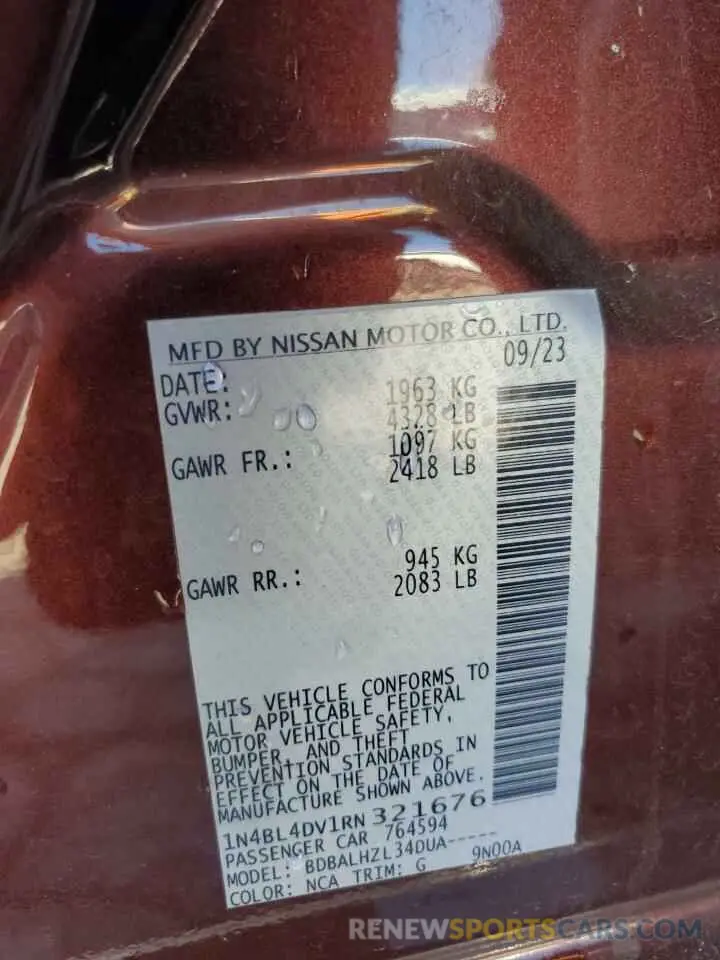 MFD BY NISSAN MOTOR CO., LTD.
DATE: 09/23
GVWR: 1963 KG
4328 LB
GAWR FR.: 1097 KG
2418 LB
GAWR RR.: 945 KG
2083 LB
THIS VEHICLE CONFORMS TO
ALL APPLICABLE FEDERAL
MOTOR VEHICLE SAFETY,
BUMPER, AND THEFT
PREVENTION STANDARDS IN
EFFECT ON THE DATE OF
MANUFACTURE SHOWN ABOVE.
1N4BL4DV1RN321676
PASSENGER CAR 764594
MODEL: BDBALHZL34DUA-----
COLOR: NCA TRIM: G 9N00A
RENEWSPORTSCARS.COM